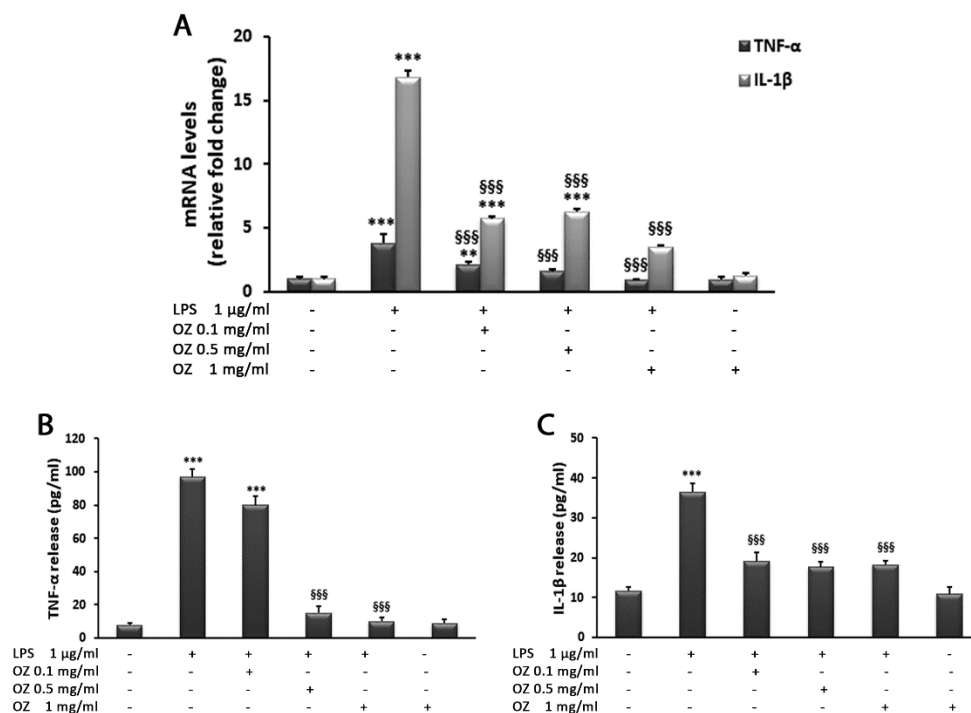 A
20
15
10
5
0
mRNA levels
(relative fold change)
TNF-α
IL-1β
***
***
§§§
**
§§§
***
§§§
§§§
***
§§§
§§§
LPS 1 µg/ml - + + + + -
OZ 0.1 mg/ml - - + - - -
OZ 0.5 mg/ml - - - + - -
OZ 1 mg/ml - - - - + +
B
120
100
80
60
40
20
0
TNF-α release (pg/ml)
***
***
§§§
§§§
LPS 1 µg/ml - + + + + -
OZ 0.1 mg/ml - - + - - -
OZ 0.5 mg/ml - - - + - -
OZ 1 mg/ml - - - - + +
C
50
40
30
20
10
0
IL-1β release (pg/ml)
***
§§§
§§§
§§§
LPS 1 µg/ml - + + + + -
OZ 0.1 mg/ml - - + - - -
OZ 0.5 mg/ml - - - + - -
OZ 1 mg/ml - - - - + +